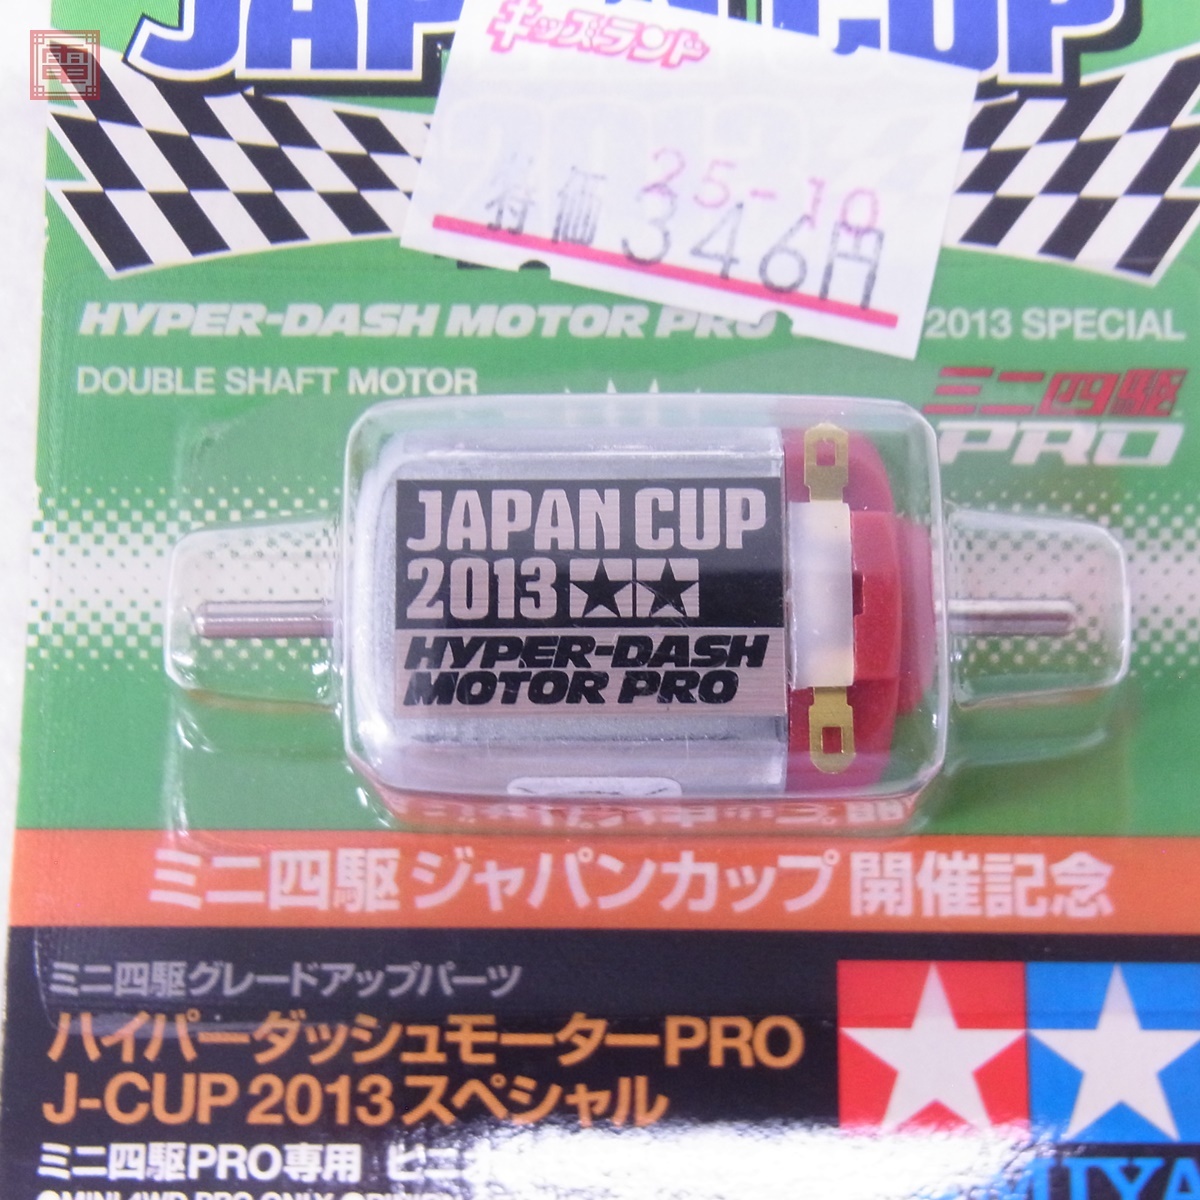 JAPAN CUP
キッズランド
25-10
特価 346円
HYPER-DASH MOTOR PRO
2013 SPECIAL
DOUBLE SHAFT MOTOR
ミニ四駆
PRO
JAPAN CUP
2013
HYPER-DASH
MOTOR PRO
ミニ四駆 ジャパンカップ 開催記念
ミニ四駆グレードアップパーツ
ハイパーダッシュモーターPRO
J-CUP 2013 スペシャル
ミニ四駆PRO専用